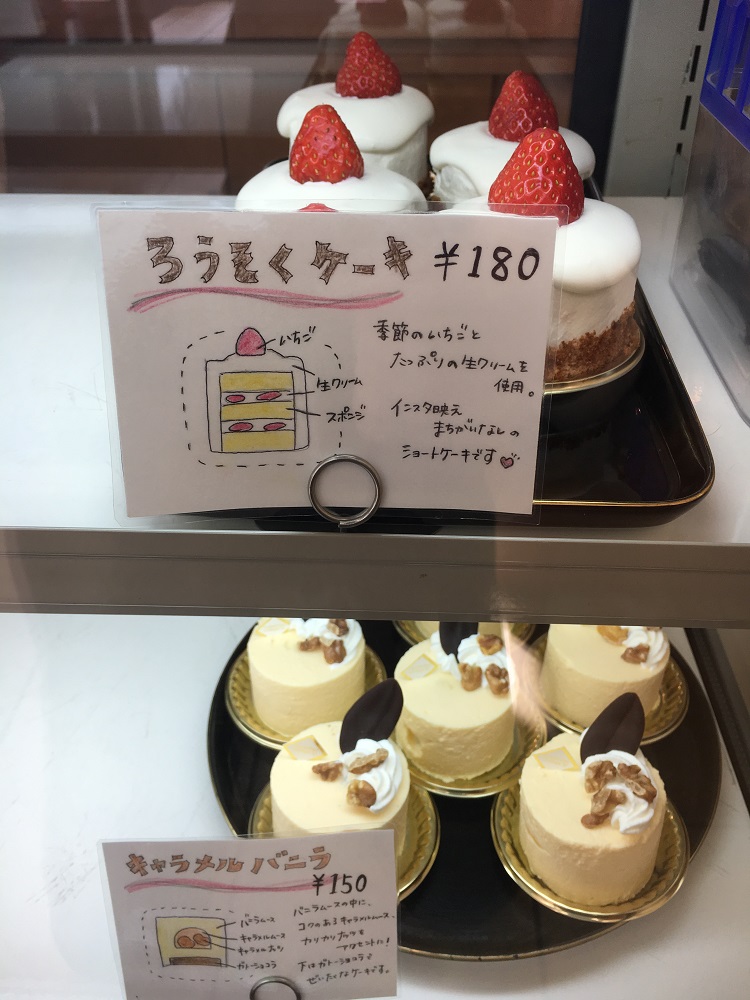 ろうそくケーキ ¥180
いちご
生クリーム
スポンジ
季節のいちごと
たっぷりの生クリームを
使用。
インスタ映え
まちがいなしの
ショートケーキです♡
キャラメルバニラ
¥150
バニラムース
キャラメルムース
キャラメルナッツ
ガトーショコラ
バニラムースの中に、
コクのあるキャラメルムース、
カリカリナッツを
アクセントに!
下はガトーショコラで
ぜいたくなケーキです。